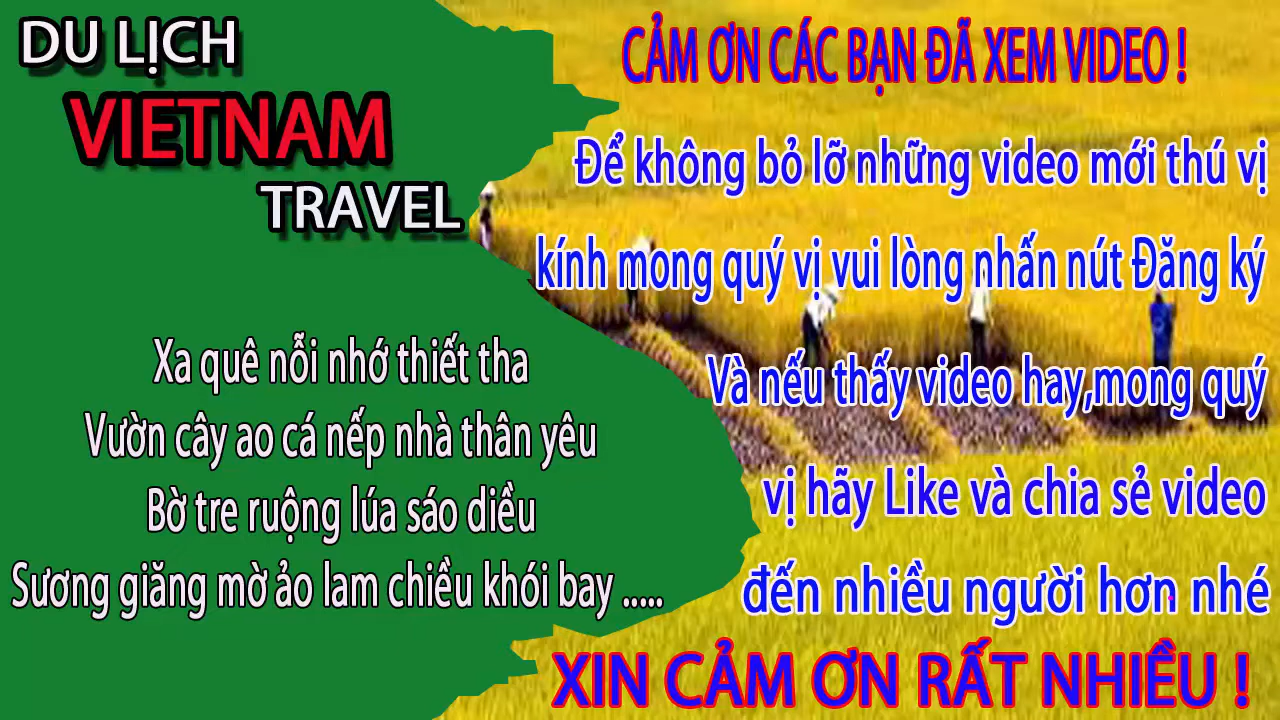 DU LỊCH
VIETNAM
TRAVEL
Xa quê nỗi nhớ thiết tha
Vườn cây ao cá nếp nhà thân yêu
Bờ tre ruộng lúa sáo diều
Sương giăng mờ ảo lam chiều khói bay .....
CẢM ƠN CÁC BẠN ĐÃ XEM VIDEO !
Để không bỏ lỡ những video mới thú vị
kính mong quý vị vui lòng nhấn nút Đăng ký
Và nếu thấy video hay,mong quý
vị hãy Like và chia sẻ video
đến nhiều người hơn nhé
XIN CẢM ƠN RẤT NHIỀU !